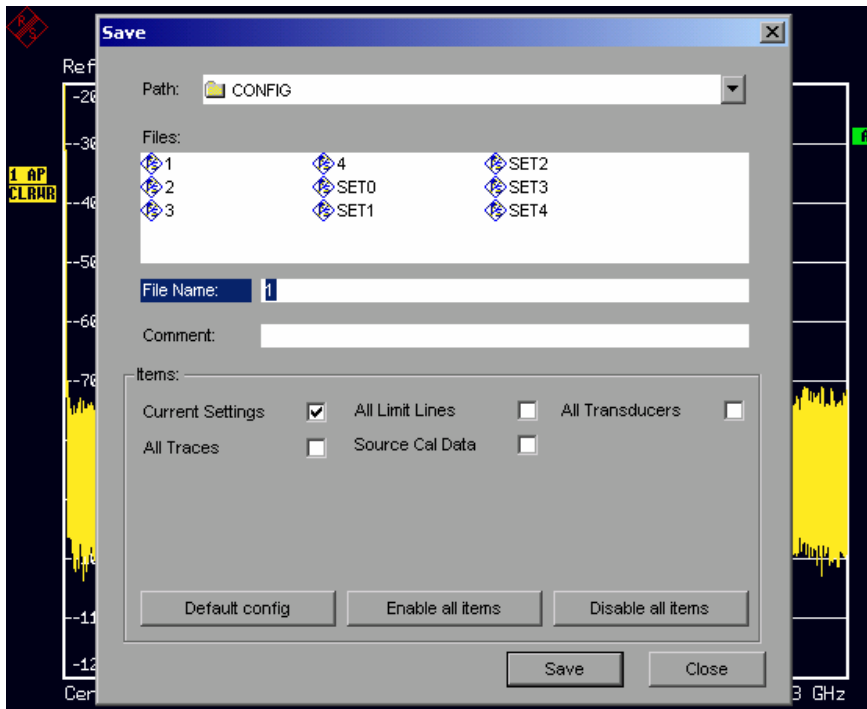 R S
Save
Ref
Path: CONFIG
Files:
1 4 SET2
2 SET0 SET3
3 SET1 SET4
File Name: 1
Comment:
Items:
Current Settings All Limit Lines All Transducers
All Traces Source Cal Data
Default config Enable all items Disable all items
Save Close
1 AP
CLRWR
-20
-30
-40
-50
-60
-70
-11
-12
Cen
3 GHz